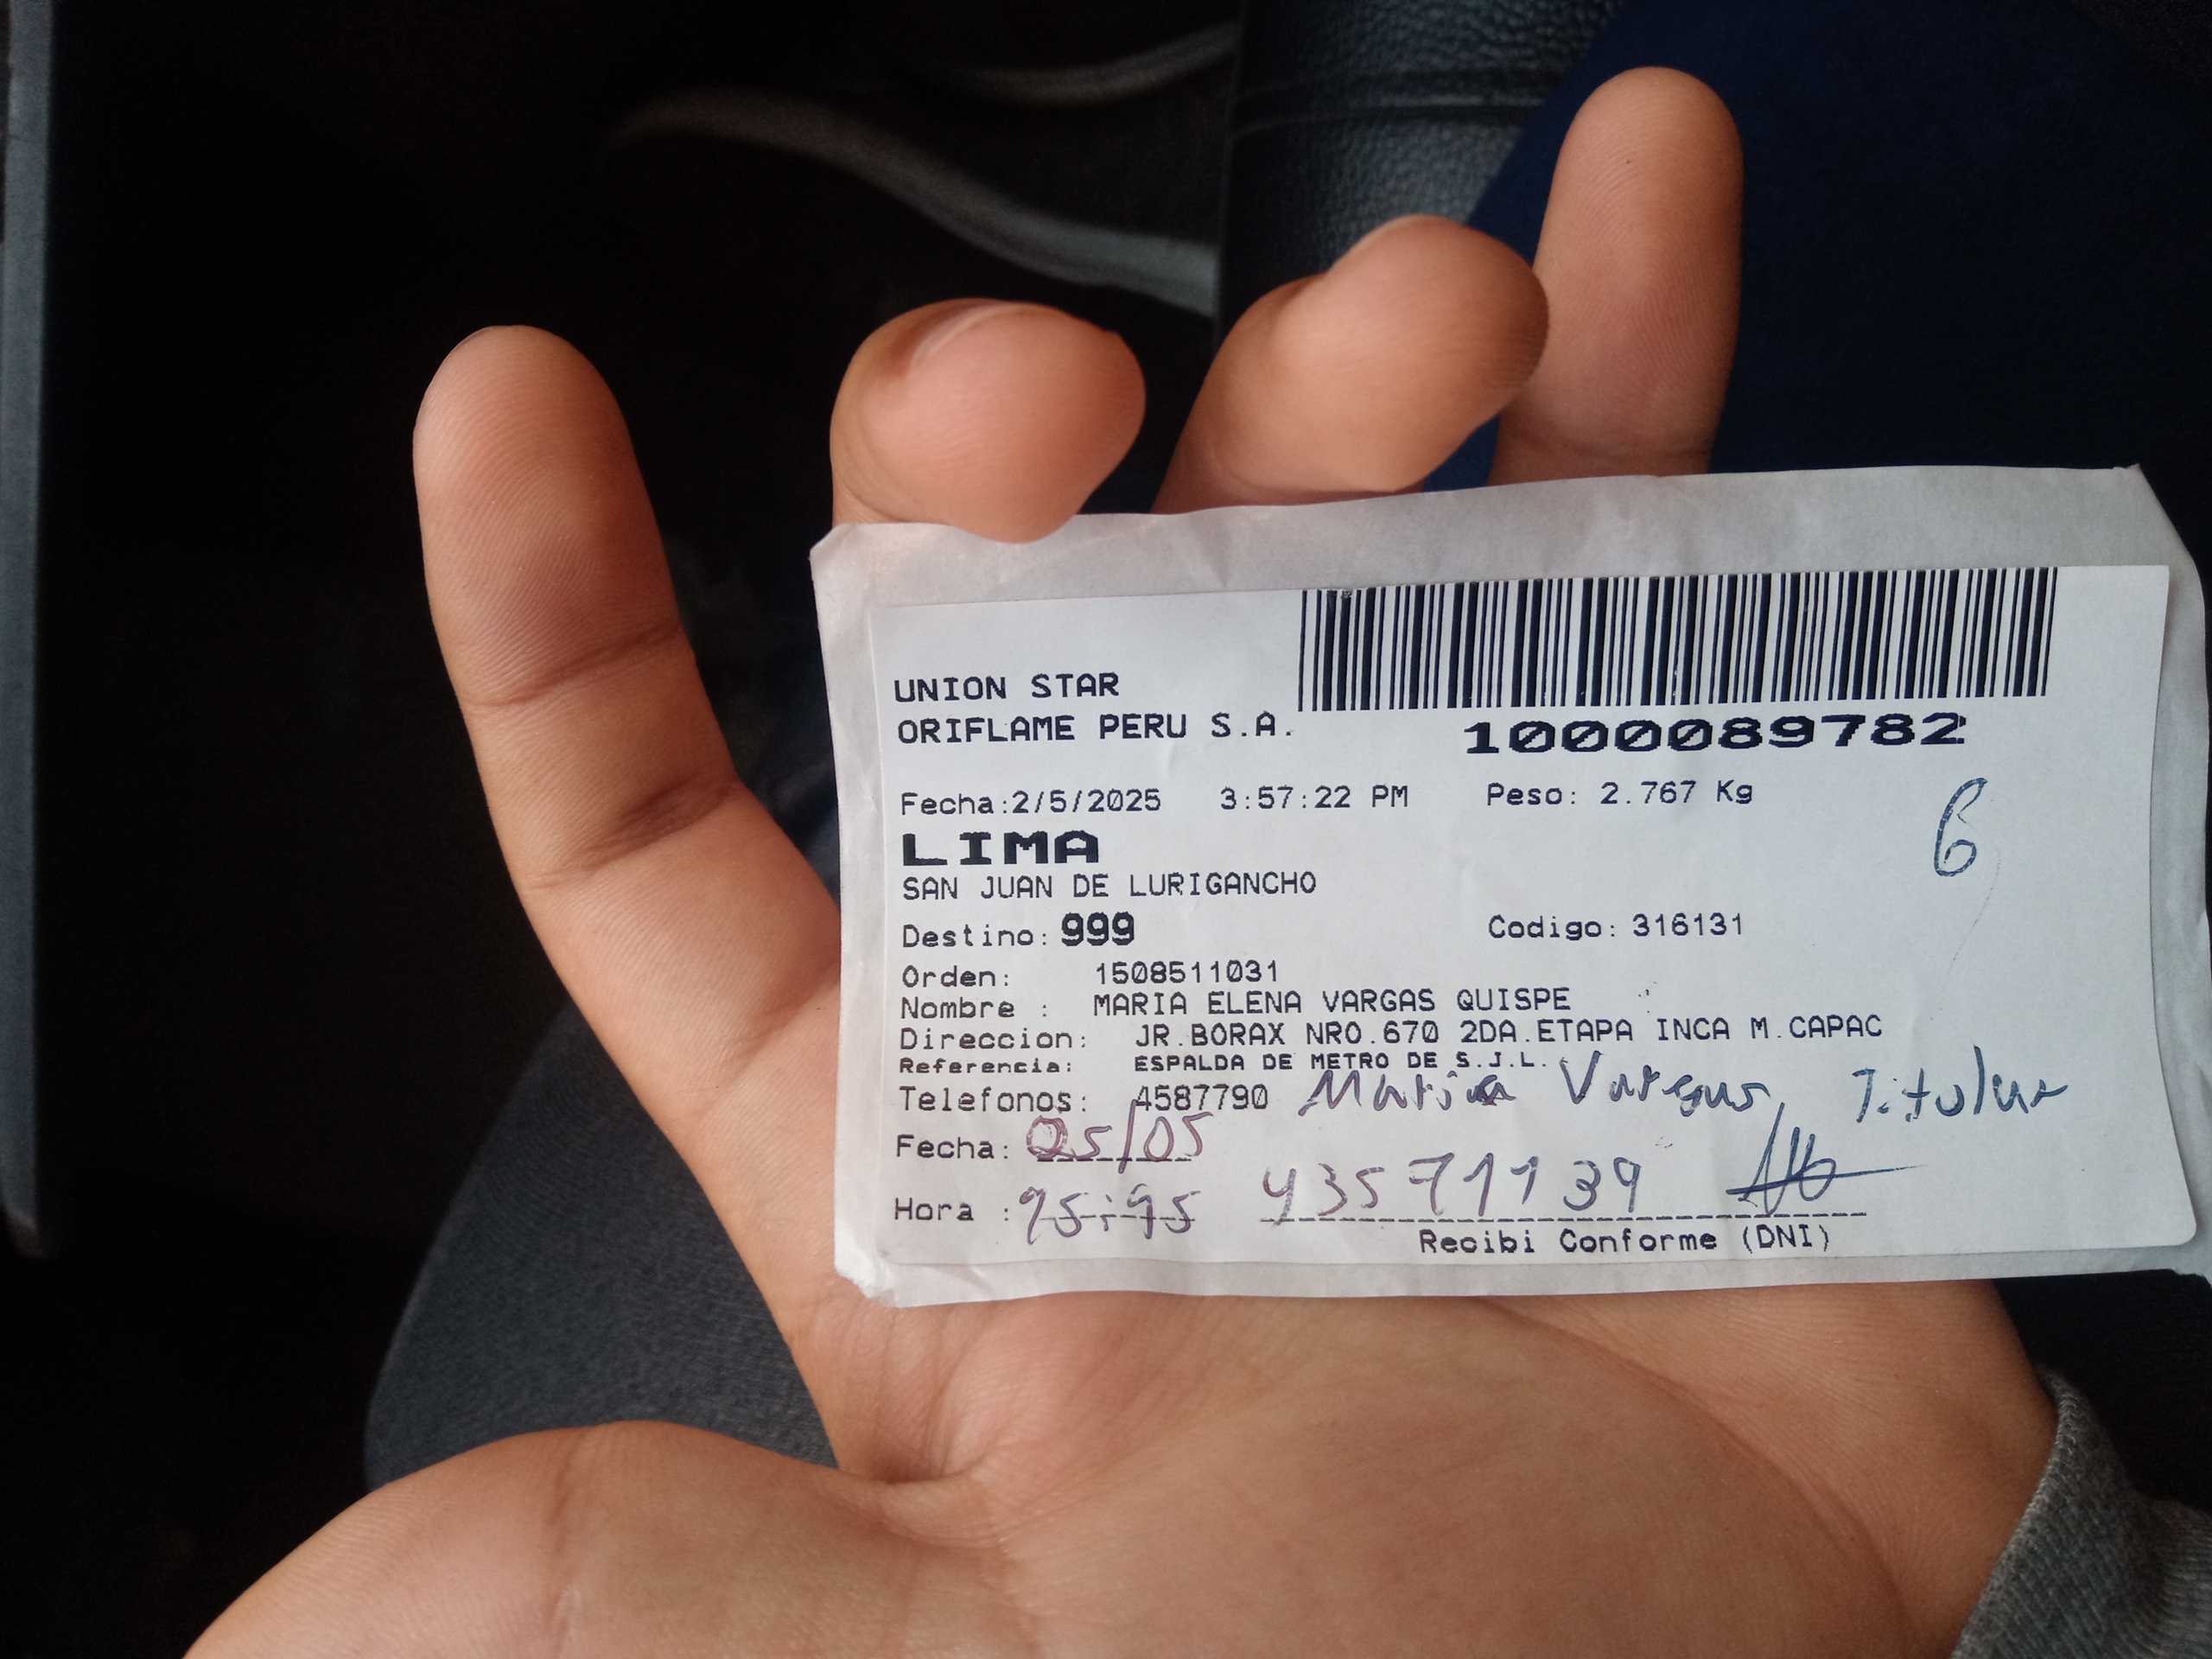 UNION STAR
ORIFLAME PERU S.A.
1000089782
Fecha:2/5/2025 3:57:22 PM Peso: 2.767 Kg
6
LIMA
SAN JUAN DE LURIGANCHO
Destino: 999 Codigo: 316131
Orden: 1508511031
Nombre : MARIA ELENA VARGAS QUISPE
Direccion: JR.BORAX NRO.670 2DA.ETAPA INCA M.CAPAC
Referencia: ESPALDA DE METRO DE S.J.L.
Telefonos: 4587790 Maria Vargas Titular
Fecha: 05/05
Hora : 15:15 43571139
Recibi Conforme (DNI)